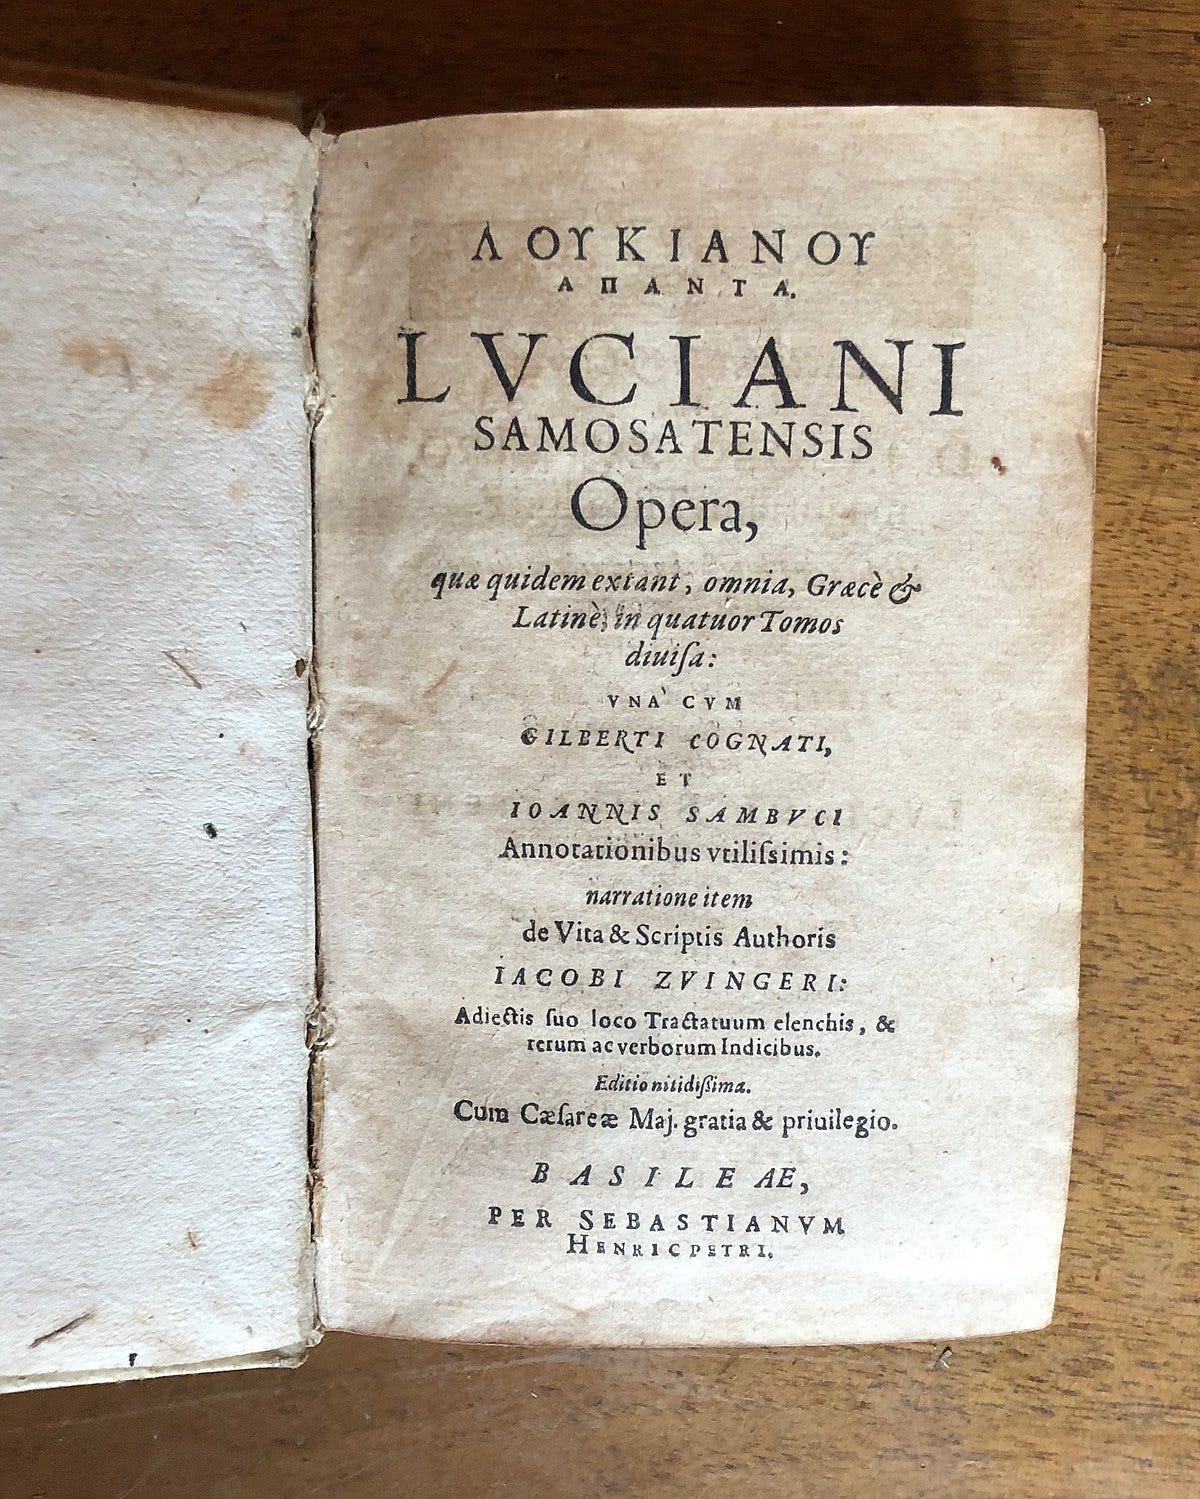 ΛΟΥΚΙΑΝΟΥ
ΑΠΑΝΤΑ.
LVCIANI
SAMOSATENSIS
Opera,
quæ quidem extant, omnia, Græcè &
Latinè, in quatuor Tomos
diuiſa:
VNA' CVM
GILBERTI COGNATI,
ET
IOANNIS SAMBVCI
Annotationibus vtiliſsimis:
narratione item
de Vita & Scriptis Authoris
IACOBI ZVINGERI:
Adiectis ſuo loco Tractatuum elenchis, &
rerum ac verborum Indicibus.
Editio nitidiſsima.
Cum Cæſareæ Maj. gratia & priuilegio.
BASILEAE,
PER SEBASTIANVM
HENRICPETRI.